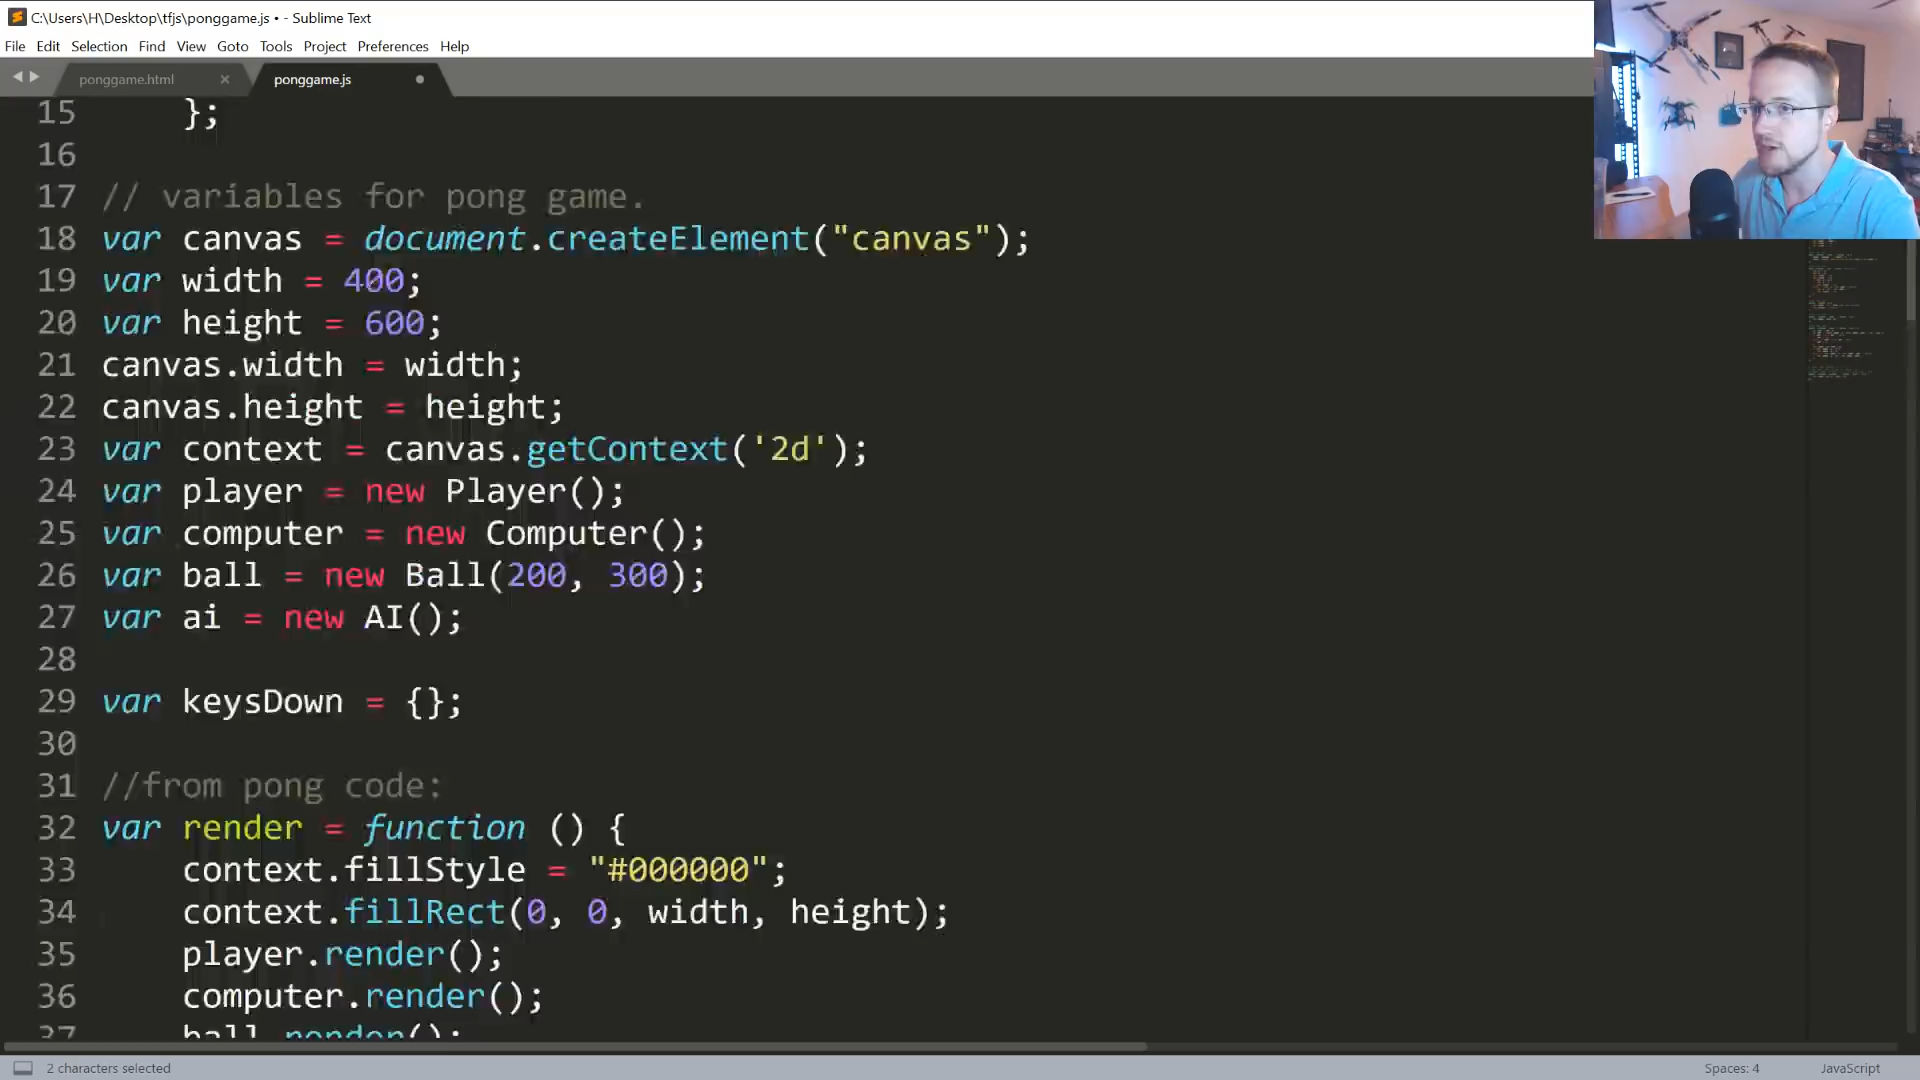 C:\Users\H\Desktop\tfjs\ponggame.js • - Sublime Text
File Edit Selection Find View Goto Tools Project Preferences Help
ponggame.html × ponggame.js
15 };
16
17 // variables for pong game.
18 var canvas = document.createElement("canvas");
19 var width = 400;
20 var height = 600;
21 canvas.width = width;
22 canvas.height = height;
23 var context = canvas.getContext('2d');
24 var player = new Player();
25 var computer = new Computer();
26 var ball = new Ball(200, 300);
27 var ai = new AI();
28
29 var keysDown = {};
30
31 //from pong code:
32 var render = function () {
33 context.fillStyle = "#000000";
34 context.fillRect(0, 0, width, height);
35 player.render();
36 computer.render();
37 ball.render();
2 characters selected Spaces: 4 JavaScript